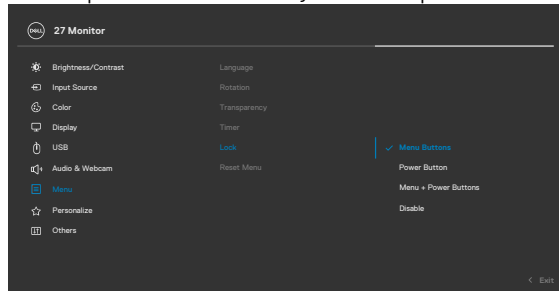 DELL 27 Monitor
Brightness/Contrast
Input Source
Color
Display
USB
Audio & Webcam
Menu
Personalize
Others
Language
Rotation
Transparency
Timer
Lock
Reset Menu
Menu Buttons
Power Button
Menu + Power Buttons
Disable
Exit